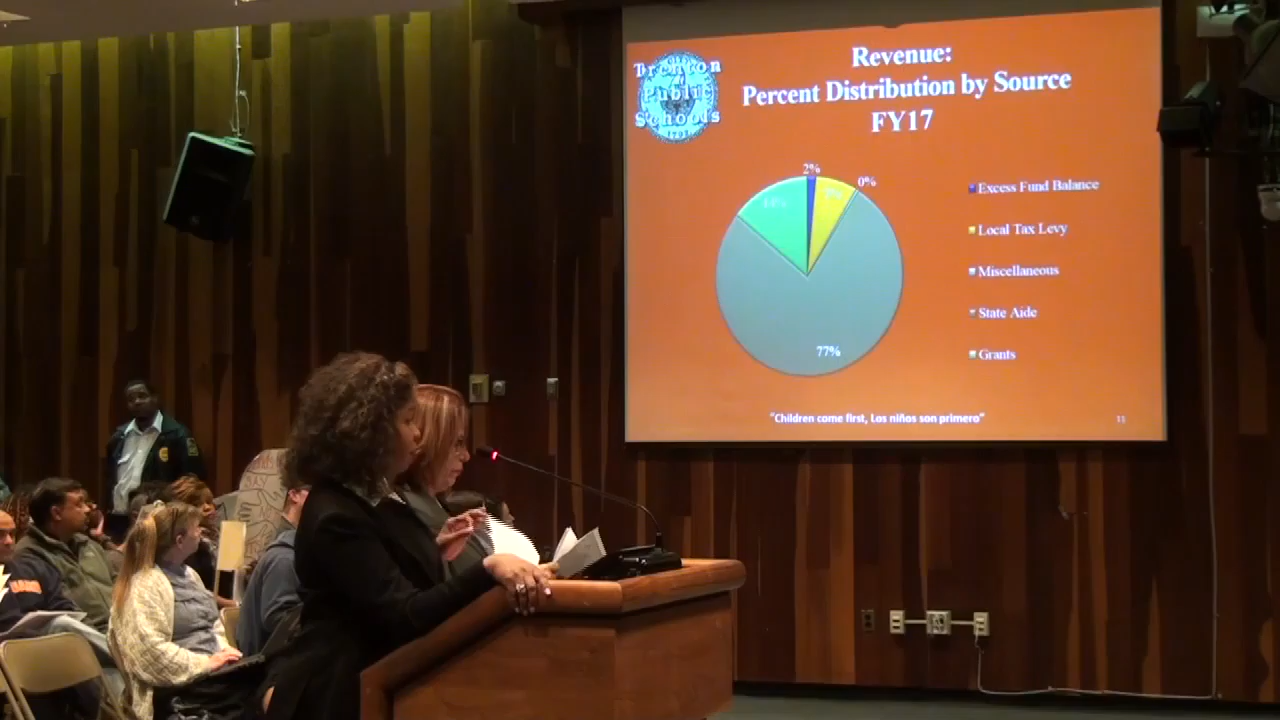 Trenton
Public
Schools
Revenue:
Percent Distribution by Source
FY17
2%
0%
77%
Excess Fund Balance
Local Tax Levy
Miscellaneous
State Aide
Grants
"Children come first, Los niños son primero"
11